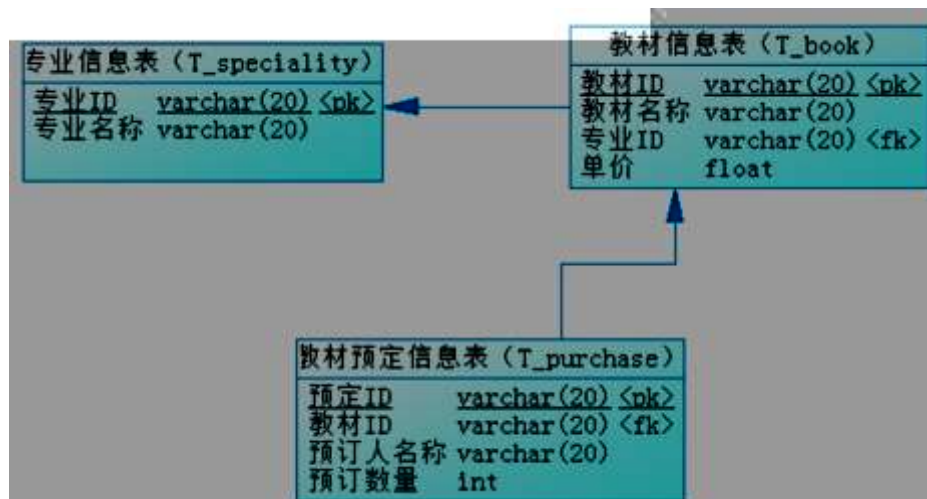 专业信息表（T_speciality）
专业ID varchar(20) <pk>
专业名称 varchar(20)
教材信息表（T_book）
教材ID varchar(20) <pk>
教材名称 varchar(20)
专业ID varchar(20) <fk>
单价 float
教材预定信息表（T_purchase）
预定ID varchar(20) <pk>
教材ID varchar(20) <fk>
预订人名称 varchar(20)
预订数量 int